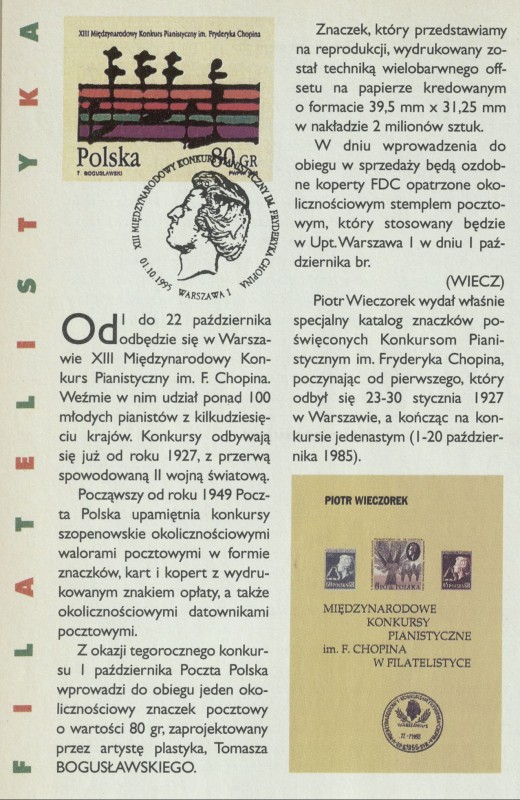 FILATELISTYKA
XIII Międzynarodowy Konkurs Pianistyczny im. Fryderyka Chopina
Polska
80 GR
T. BOGUSŁAWSKI
XIII MIĘDZYNARODOWY KONKURS PIANISTYCZNY IM. FRYDERYKA CHOPINA
01.10.1995 WARSZAWA 1
Od 1 do 22 października
odbędzie się w Warsza-
wie XIII Międzynarodowy Kon-
kurs Pianistyczny im. F. Chopina.
Weźmie w nim udział ponad 100
młodych pianistów z kilkudziesię-
ciu krajów. Konkursy odbywają
się już od roku 1927, z przerwą
spowodowaną II wojną światową.
Począwszy od roku 1949 Pocz-
ta Polska upamiętnia konkursy
szopenowskie okolicznościowymi
walorami pocztowymi w formie
znaczków, kart i kopert z wydru-
kowanym znakiem opłaty, a także
okolicznościowymi datownikami
pocztowymi.
Z okazji tegorocznego konkur-
su 1 października Poczta Polska
wprowadzi do obiegu jeden oko-
licznościowy znaczek pocztowy
o wartości 80 gr, zaprojektowany
przez artystę plastyka, Tomasza
BOGUSŁAWSKIEGO.
Znaczek, który przedstawiamy
na reprodukcji, wydrukowany zo-
stał techniką wielobarwnego off-
setu na papierze kredowanym
o formacie 39,5 mm x 31,25 mm
w nakładzie 2 milionów sztuk.
W dniu wprowadzenia do
obiegu w sprzedaży będą ozdob-
ne koperty FDC opatrzone oko-
licznościowym stemplem poczto-
wym, który stosowany będzie
w Upt. Warszawa 1 w dniu 1 paź-
dziernika br.
(WIECZ)
Piotr Wieczorek wydał właśnie
specjalny katalog znaczków po-
święconych Konkursom Piani-
stycznym im. Fryderyka Chopina,
poczynając od pierwszego, który
odbył się 23-30 stycznia 1927
w Warszawie, a kończąc na kon-
kursie jedenastym (1-20 paździer-
nika 1985).
PIOTR WIECZOREK
POLSKA
MIĘDZYNARODOWE
KONKURSY
PIANISTYCZNE
im. F. CHOPINA
W FILATELISTYCE